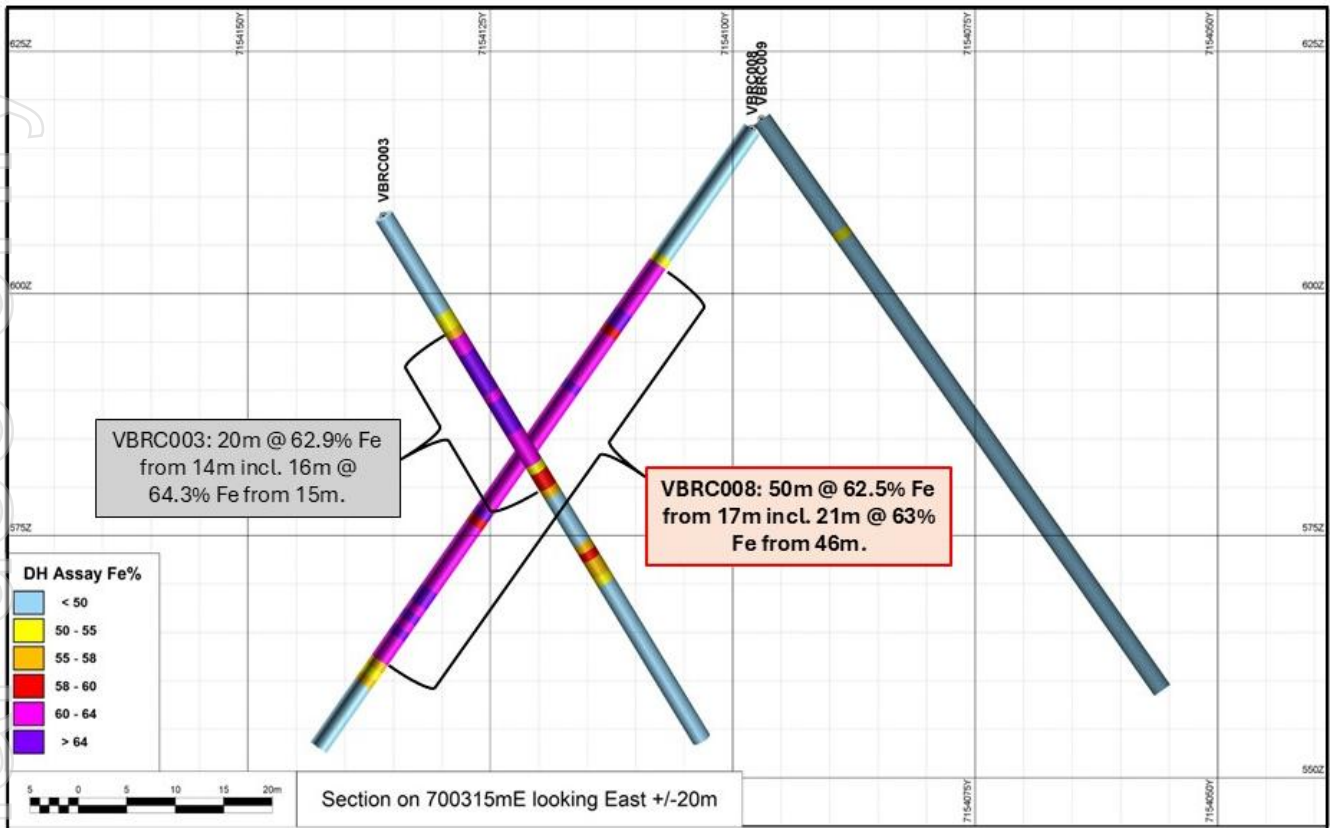 7154150Y
7154125Y
7154100Y
7154075Y
7154050Y
625Z
625Z
VBRC008
VBRC009
VBRC003
600Z
600Z
VBRC003: 20m @ 62.9% Fe
from 14m incl. 16m @
64.3% Fe from 15m.
VBRC008: 50m @ 62.5% Fe
from 17m incl. 21m @ 63%
Fe from 46m.
575Z
575Z
DH Assay Fe%
< 50
50 - 55
55 - 58
58 - 60
60 - 64
> 64
550Z
5 0 5 10 15 20m
Section on 700315mE looking East +/-20m
7154075Y
7154050Y